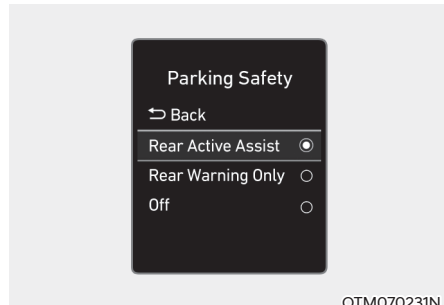 Parking Safety
Back
Rear Active Assist
Rear Warning Only
Off
OTM070231N